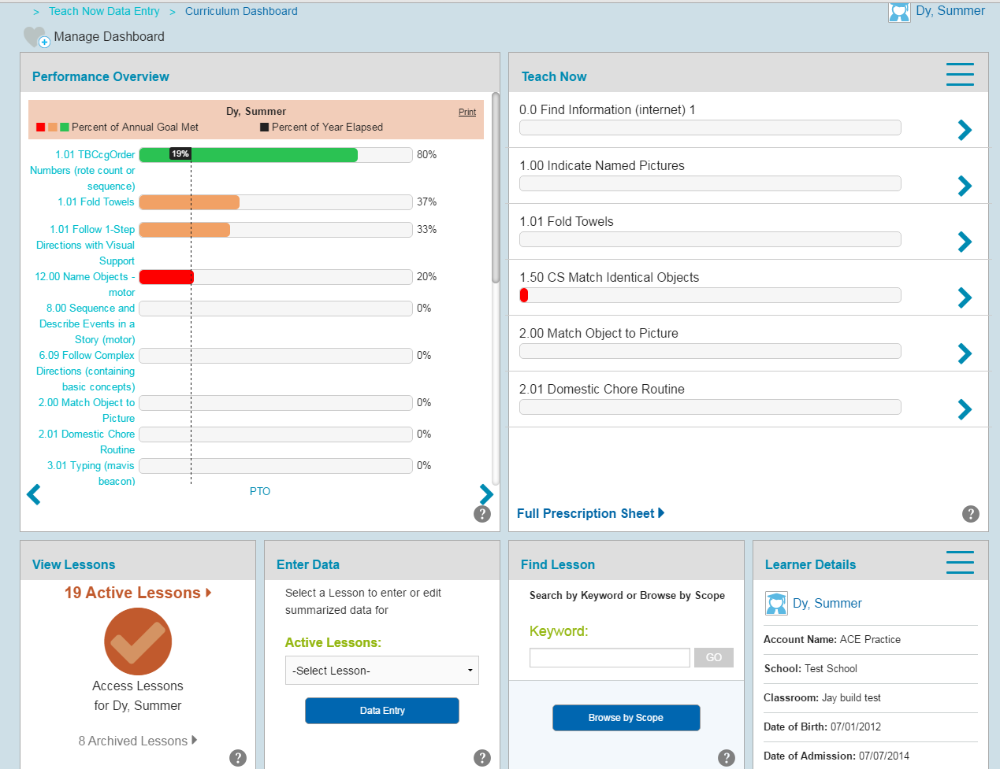 > Teach Now Data Entry > Curriculum Dashboard
Dy, Summer
Manage Dashboard
Performance Overview
Dy, Summer
Print
Percent of Annual Goal Met
Percent of Year Elapsed
19%
1.01 TBCcgOrder
Numbers (rote count or
sequence)
80%
1.01 Fold Towels
37%
1.01 Follow 1-Step
Directions with Visual
Support
33%
12.00 Name Objects -
motor
20%
8.00 Sequence and
Describe Events in a
Story (motor)
0%
6.09 Follow Complex
Directions (containing
basic concepts)
0%
2.00 Match Object to
Picture
0%
2.01 Domestic Chore
Routine
0%
3.01 Typing (mavis
beacon)
0%
PTO
?
Teach Now
0.0 Find Information (internet) 1
1.00 Indicate Named Pictures
1.01 Fold Towels
1.50 CS Match Identical Objects
2.00 Match Object to Picture
2.01 Domestic Chore Routine
Full Prescription Sheet
?
View Lessons
19 Active Lessons
Access Lessons
for Dy, Summer
8 Archived Lessons
?
Enter Data
Select a Lesson to enter or edit
summarized data for
Active Lessons:
-Select Lesson-
Data Entry
?
Find Lesson
Search by Keyword or Browse by Scope
Keyword:
GO
Browse by Scope
?
Learner Details
Dy, Summer
Account Name: ACE Practice
School: Test School
Classroom: Jay build test
Date of Birth: 07/01/2012
Date of Admission: 07/07/2014